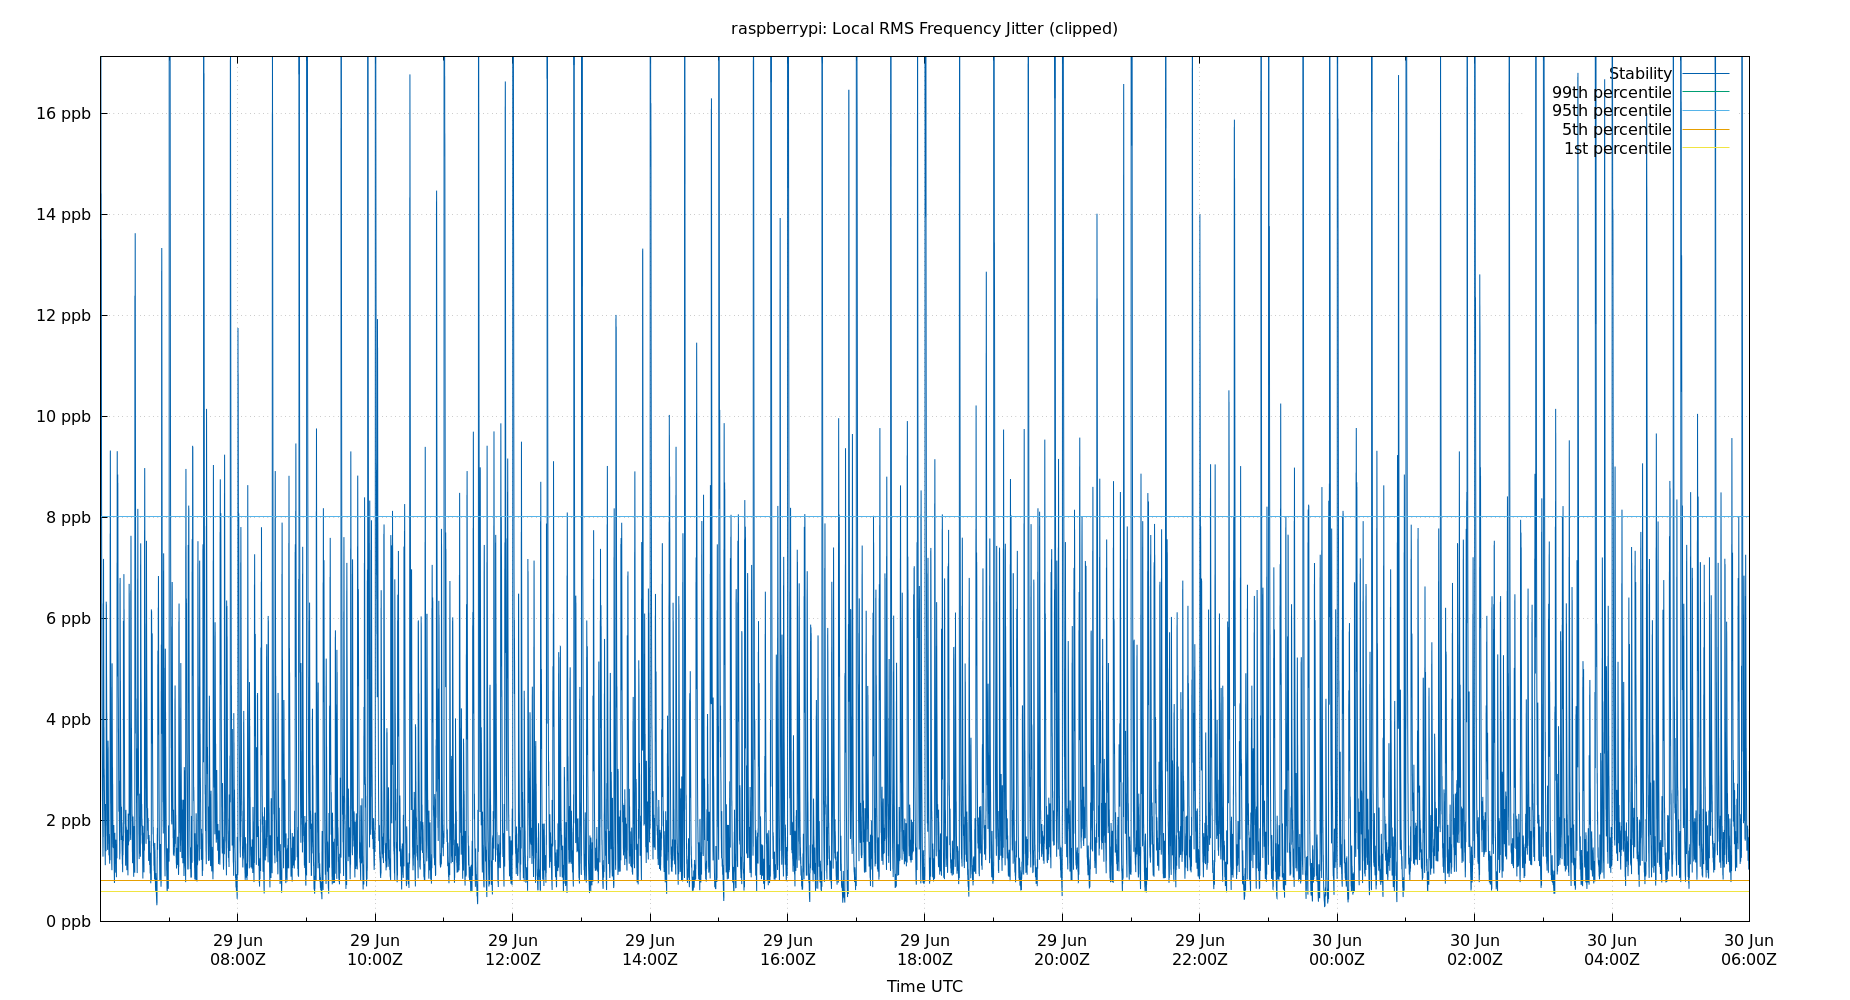 raspberrypi: Local RMS Frequency Jitter (clipped)
Stability
99th percentile
95th percentile
5th percentile
1st percentile
16 ppb
14 ppb
12 ppb
10 ppb
8 ppb
6 ppb
4 ppb
2 ppb
0 ppb
29 Jun 29 Jun 29 Jun 29 Jun 29 Jun 29 Jun 29 Jun 29 Jun 30 Jun 30 Jun 30 Jun 30 Jun
08:00Z 10:00Z 12:00Z 14:00Z 16:00Z 18:00Z 20:00Z 22:00Z 00:00Z 02:00Z 04:00Z 06:00Z
Time UTC